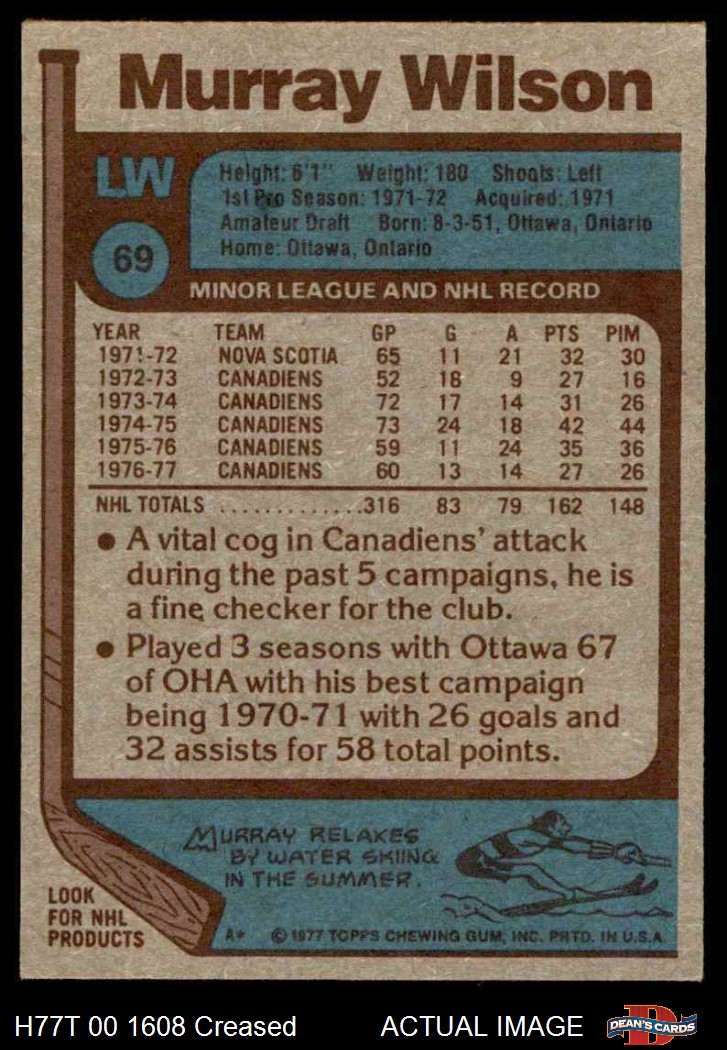 Murray Wilson
LW
69
Height: 6'1" Weight: 180 Shoots: Left
1st Pro Season: 1971-72 Acquired: 1971
Amateur Draft Born: 8-3-51, Ottawa, Ontario
Home: Ottawa, Ontario
MINOR LEAGUE AND NHL RECORD
YEAR TEAM GP G A PTS PIM
1971-72 NOVA SCOTIA 65 11 21 32 30
1972-73 CANADIENS 52 18 9 27 16
1973-74 CANADIENS 72 17 14 31 26
1974-75 CANADIENS 73 24 18 42 44
1975-76 CANADIENS 59 11 24 35 36
1976-77 CANADIENS 60 13 14 27 26
NHL TOTALS .............316 83 79 162 148
• A vital cog in Canadiens' attack
during the past 5 campaigns, he is
a fine checker for the club.
• Played 3 seasons with Ottawa 67
of OHA with his best campaign
being 1970-71 with 26 goals and
32 assists for 58 total points.
MURRAY RELAXES
BY WATER SKIING
IN THE SUMMER.
LOOK
FOR NHL
PRODUCTS
A* © 1977 TOPPS CHEWING GUM, INC. PRTD. IN U.S.A.
H77T 00 1608 Creased ACTUAL IMAGE
DEAN'S CARDS